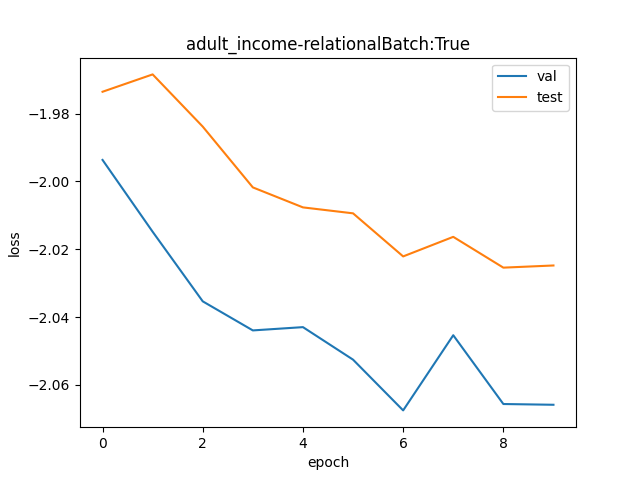 adult_income-relationalBatch:True
val
test
−1.98
−2.00
−2.02
−2.04
−2.06
loss
0 2 4 6 8
epoch